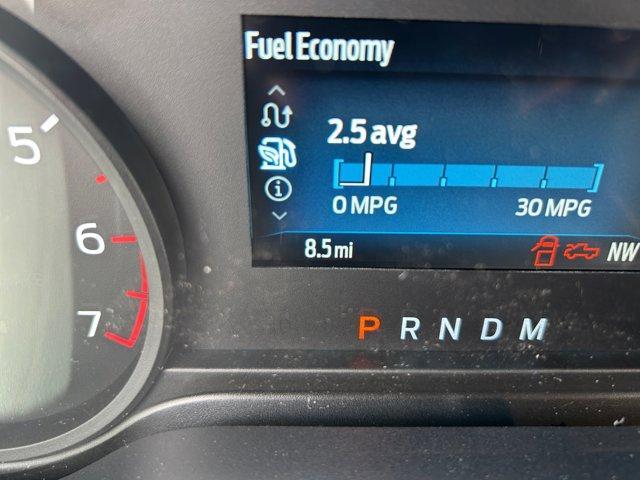 Fuel Economy
2.5 avg
0 MPG 30 MPG
8.5 mi NW
P R N D M
5
6
7